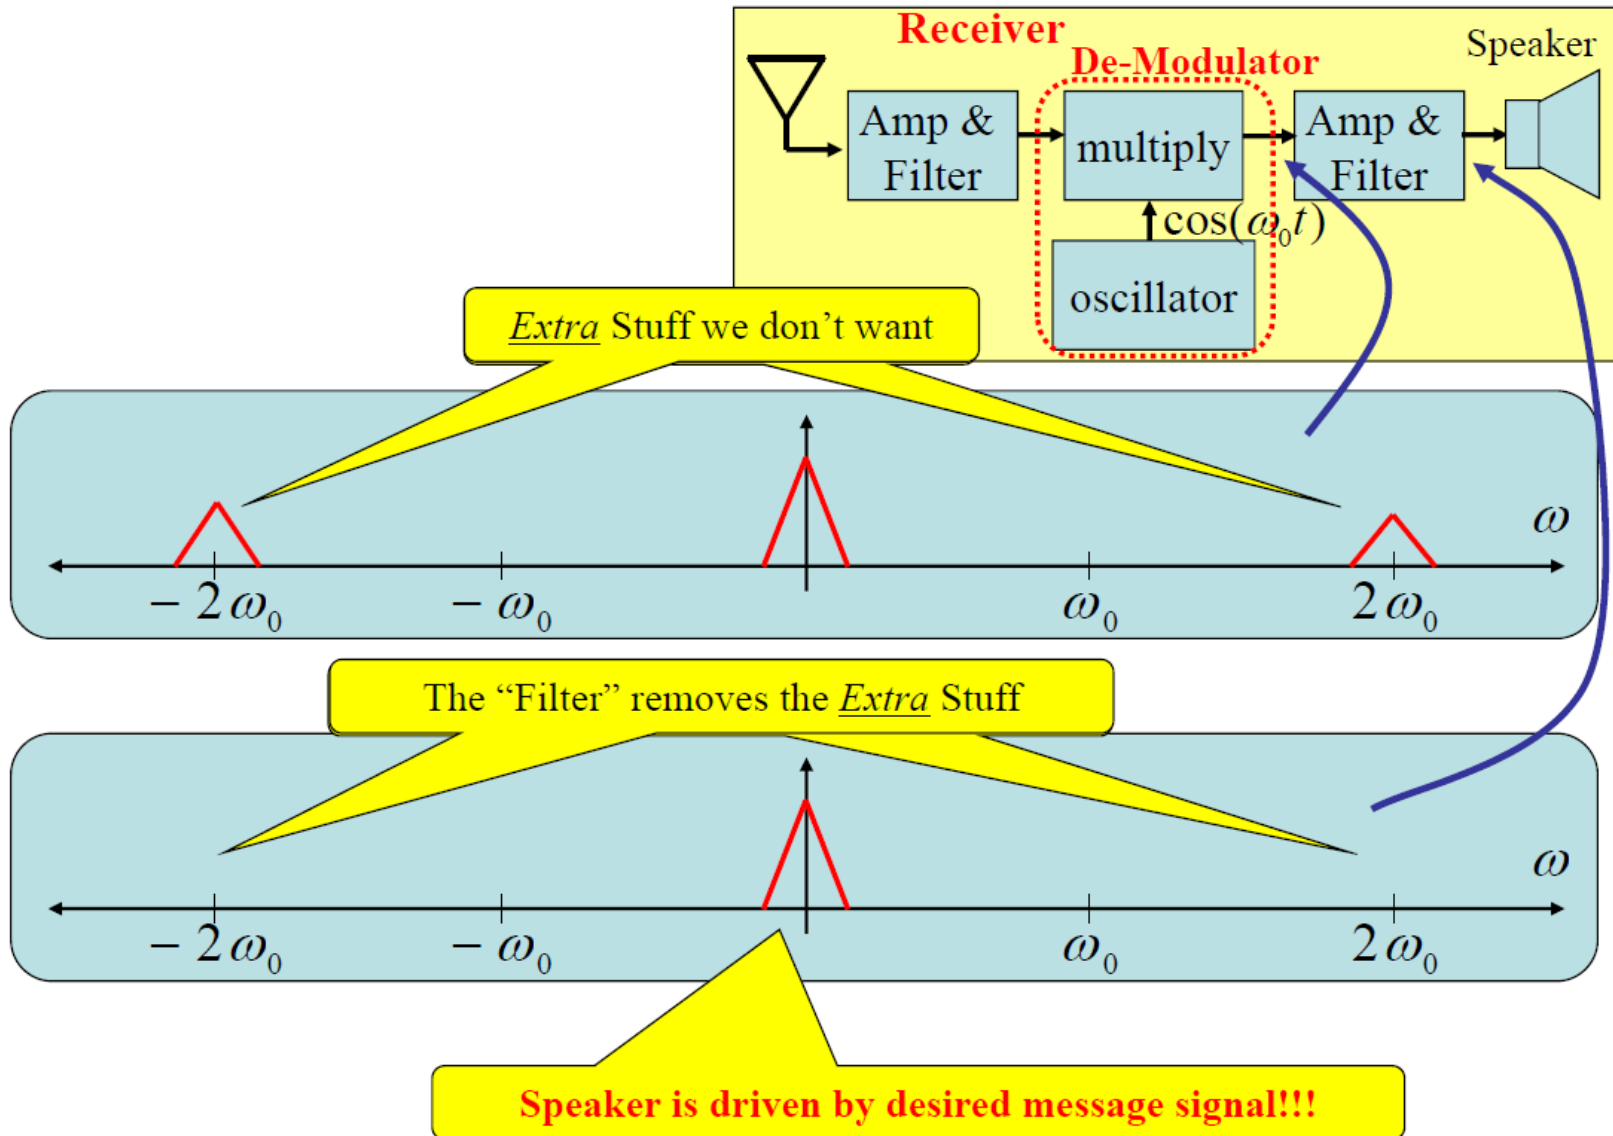 Receiver
Speaker
De-Modulator
Amp &
Filter
multiply
Amp &
Filter
cos(ω₀t)
oscillator
Extra Stuff we don’t want
ω
− 2ω₀
− ω₀
ω₀
2ω₀
The “Filter” removes the Extra Stuff
ω
− 2ω₀
− ω₀
ω₀
2ω₀
Speaker is driven by desired message signal!!!